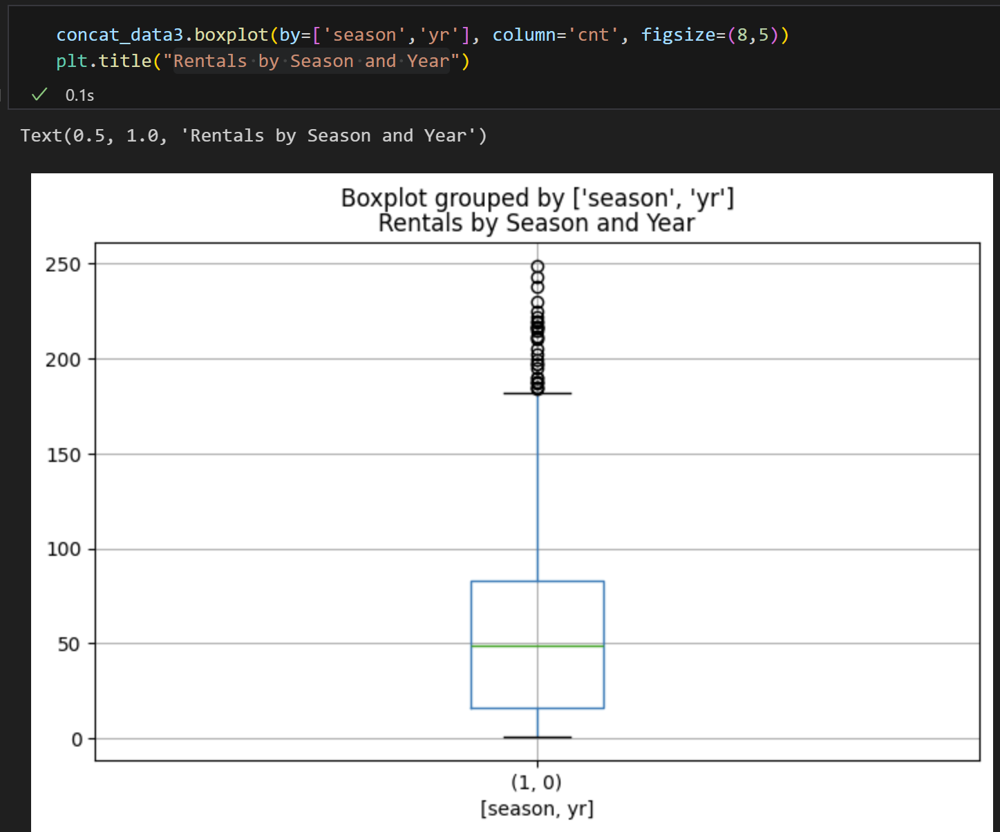 concat_data3.boxplot(by=['season','yr'], column='cnt', figsize=(8,5))
plt.title("Rentals by Season and Year")
0.1s
Text(0.5, 1.0, 'Rentals by Season and Year')
Boxplot grouped by ['season', 'yr']
Rentals by Season and Year
250
200
150
100
50
0
(1, 0)
[season, yr]